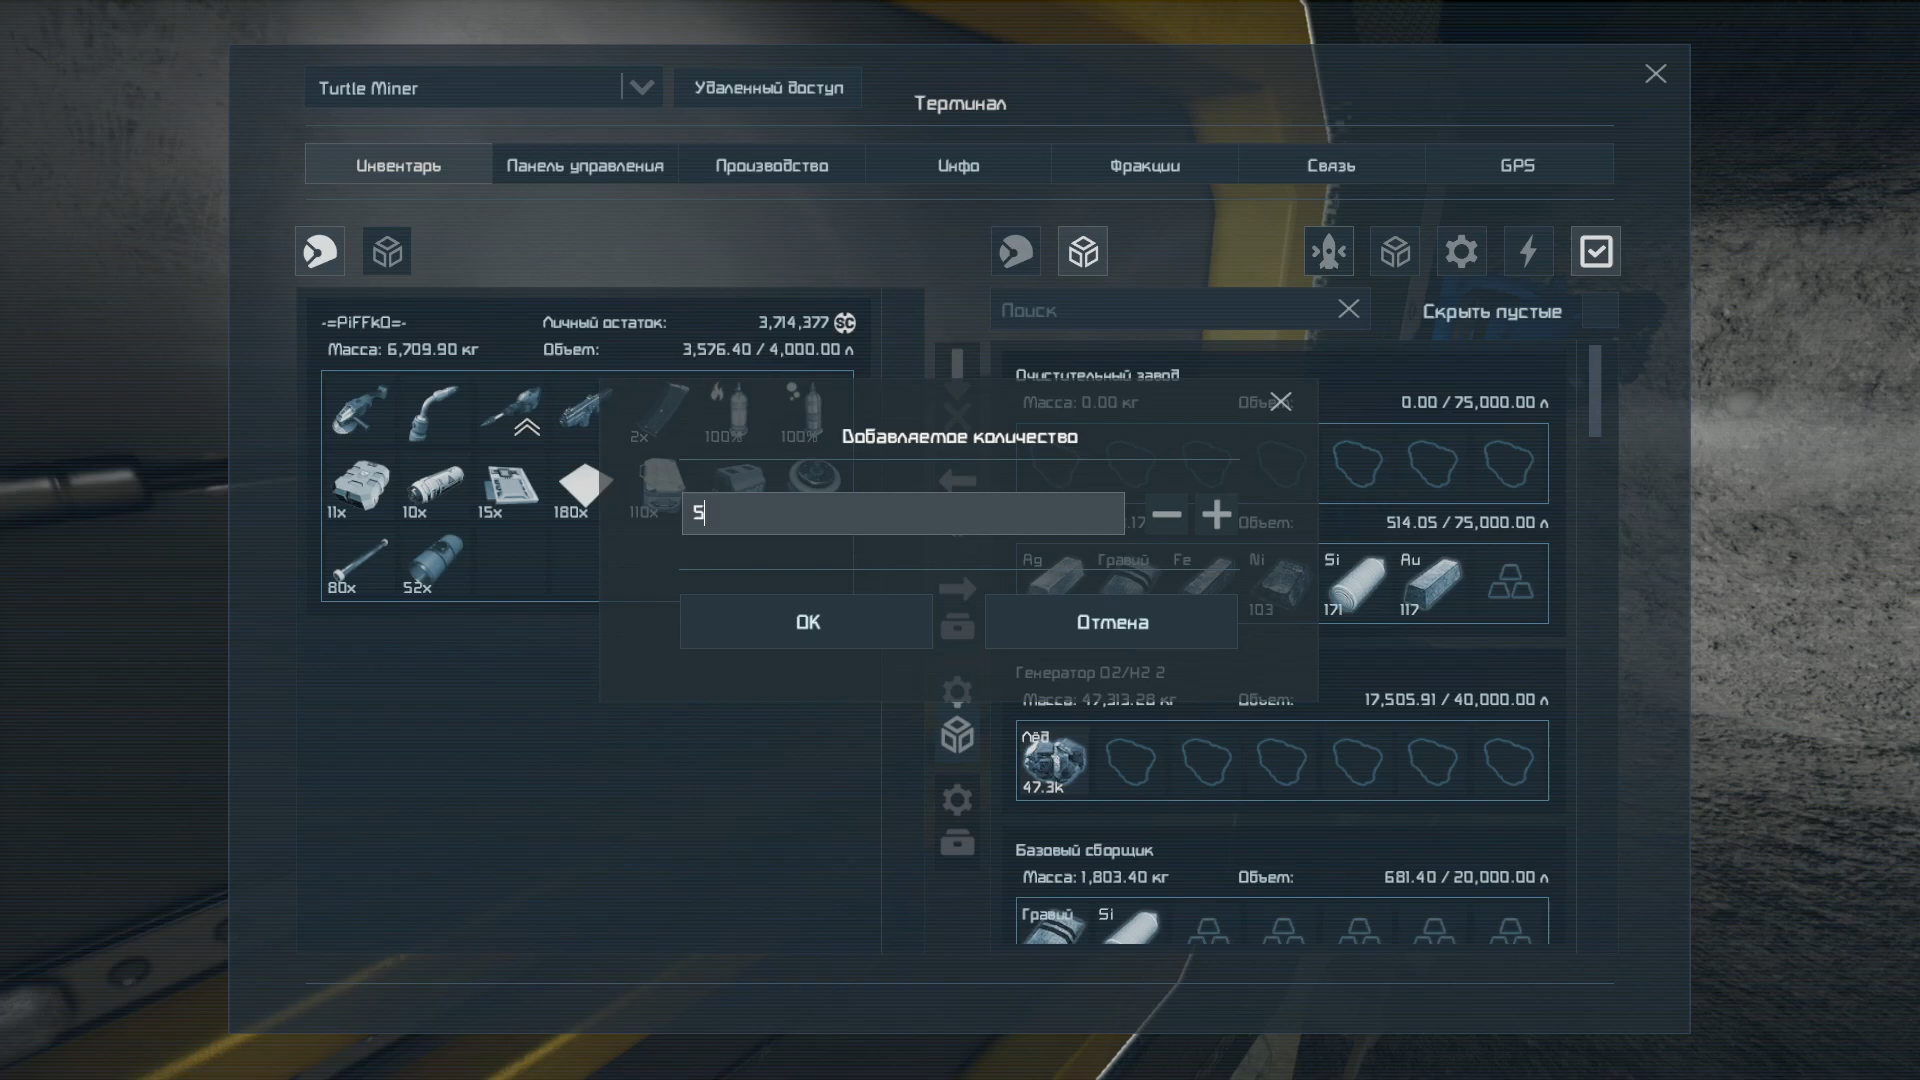 Turtle Miner
Удаленный доступ
Терминал
Инвентарь
Панель управления
Производство
Инфо
Фракции
Связь
GPS
-=PiFFkO=-
Личный остаток:
3,714,377 SC
Масса: 6,709.90 кг
Объем:
3,576.40 / 4,000.00 л
2x
100%
100%
11x
10x
15x
180x
110x
80x
52x
Поиск
Скрыть пустые
Очистительный завод
Масса: 0.00 кг
Объем:
0.00 / 75,000.00 л
Добавляемое количество
5
OK
Отмена
Объем:
514.05 / 75,000.00 л
Ag
Гравий
Fe
Ni
103
Si
171
Au
117
Генератор O2/H2 2
Масса: 47,313.28 кг
Объем:
17,505.91 / 40,000.00 л
Лёд
47.3k
Базовый сборщик
Масса: 1,803.40 кг
Объем:
681.40 / 20,000.00 л
Гравий
Si